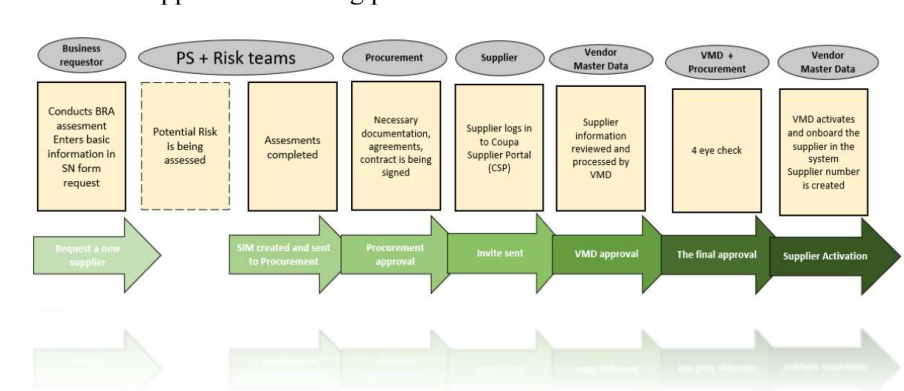 Business
requestor
PS + Risk teams
Procurement
Supplier
Vendor
Master Data
VMD +
Procurement
Vendor
Master Data
Conducts BRA
assesment
Enters basic
information in
SN form
request
Potential Risk
is being
assessed
Assesments
completed
Necessary
documentation,
agreements,
contract is being
signed
Supplier logs in
to Coupa
Supplier Portal
(CSP)
Supplier
information
reviewed and
processed by
VMD
4 eye check
VMD activates
and onboard the
supplier in the
system
Supplier number
is created
Request a new
supplier
SIM created and sent
to Procurement
Procurement
approval
Invite sent
VMD approval
The final approval
Supplier Activation